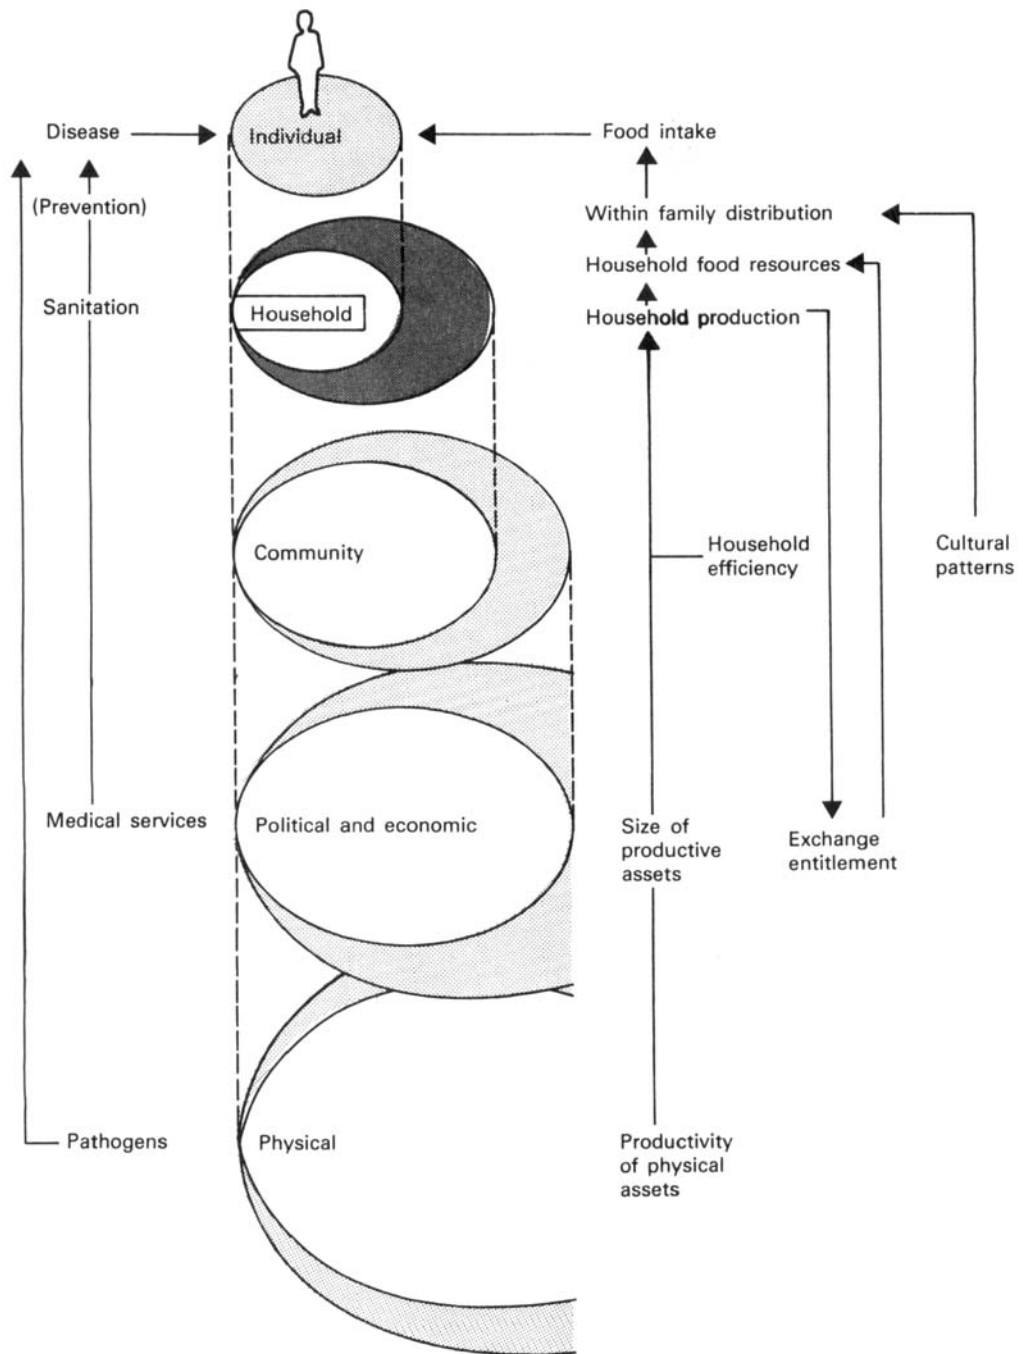 Disease
Individual
Food intake
(Prevention)
Within family distribution
Household food resources
Sanitation
Household
Household production
Community
Household
efficiency
Cultural
patterns
Medical services
Political and economic
Size of
productive
assets
Exchange
entitlement
Pathogens
Physical
Productivity
of physical
assets